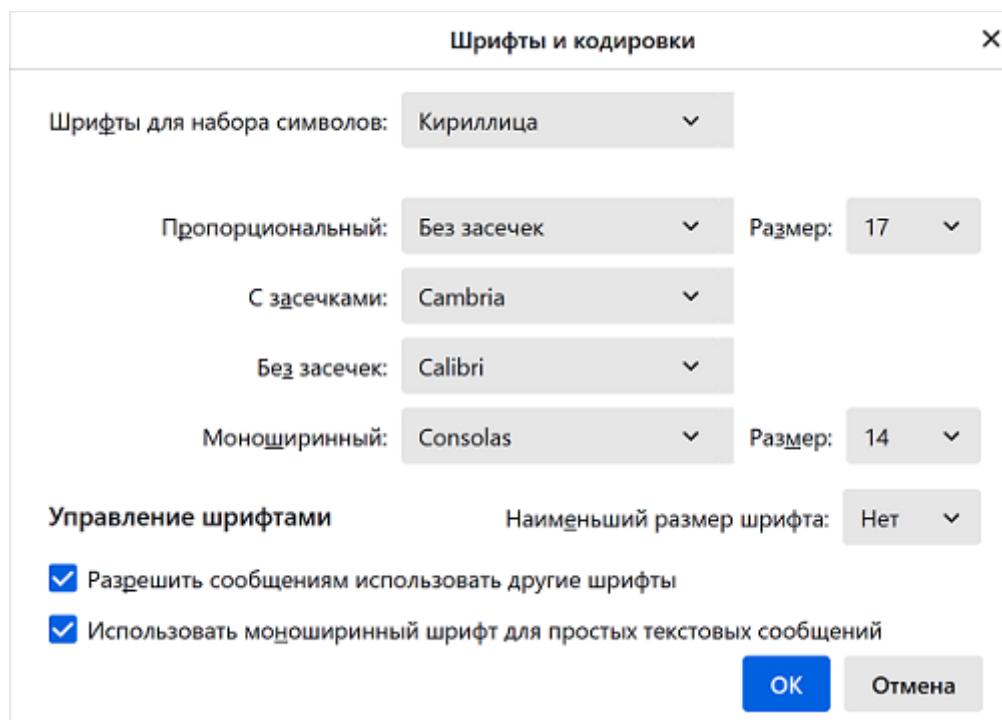 Шрифты и кодировки
Шрифты для набора символов: Кириллица
Пропорциональный: Без засечек Размер: 17
С засечками: Cambria
Без засечек: Calibri
Моноширинный: Consolas Размер: 14
Управление шрифтами Наименьший размер шрифта: Нет
Разрешить сообщениям использовать другие шрифты
Использовать моноширинный шрифт для простых текстовых сообщений
ОК Отмена